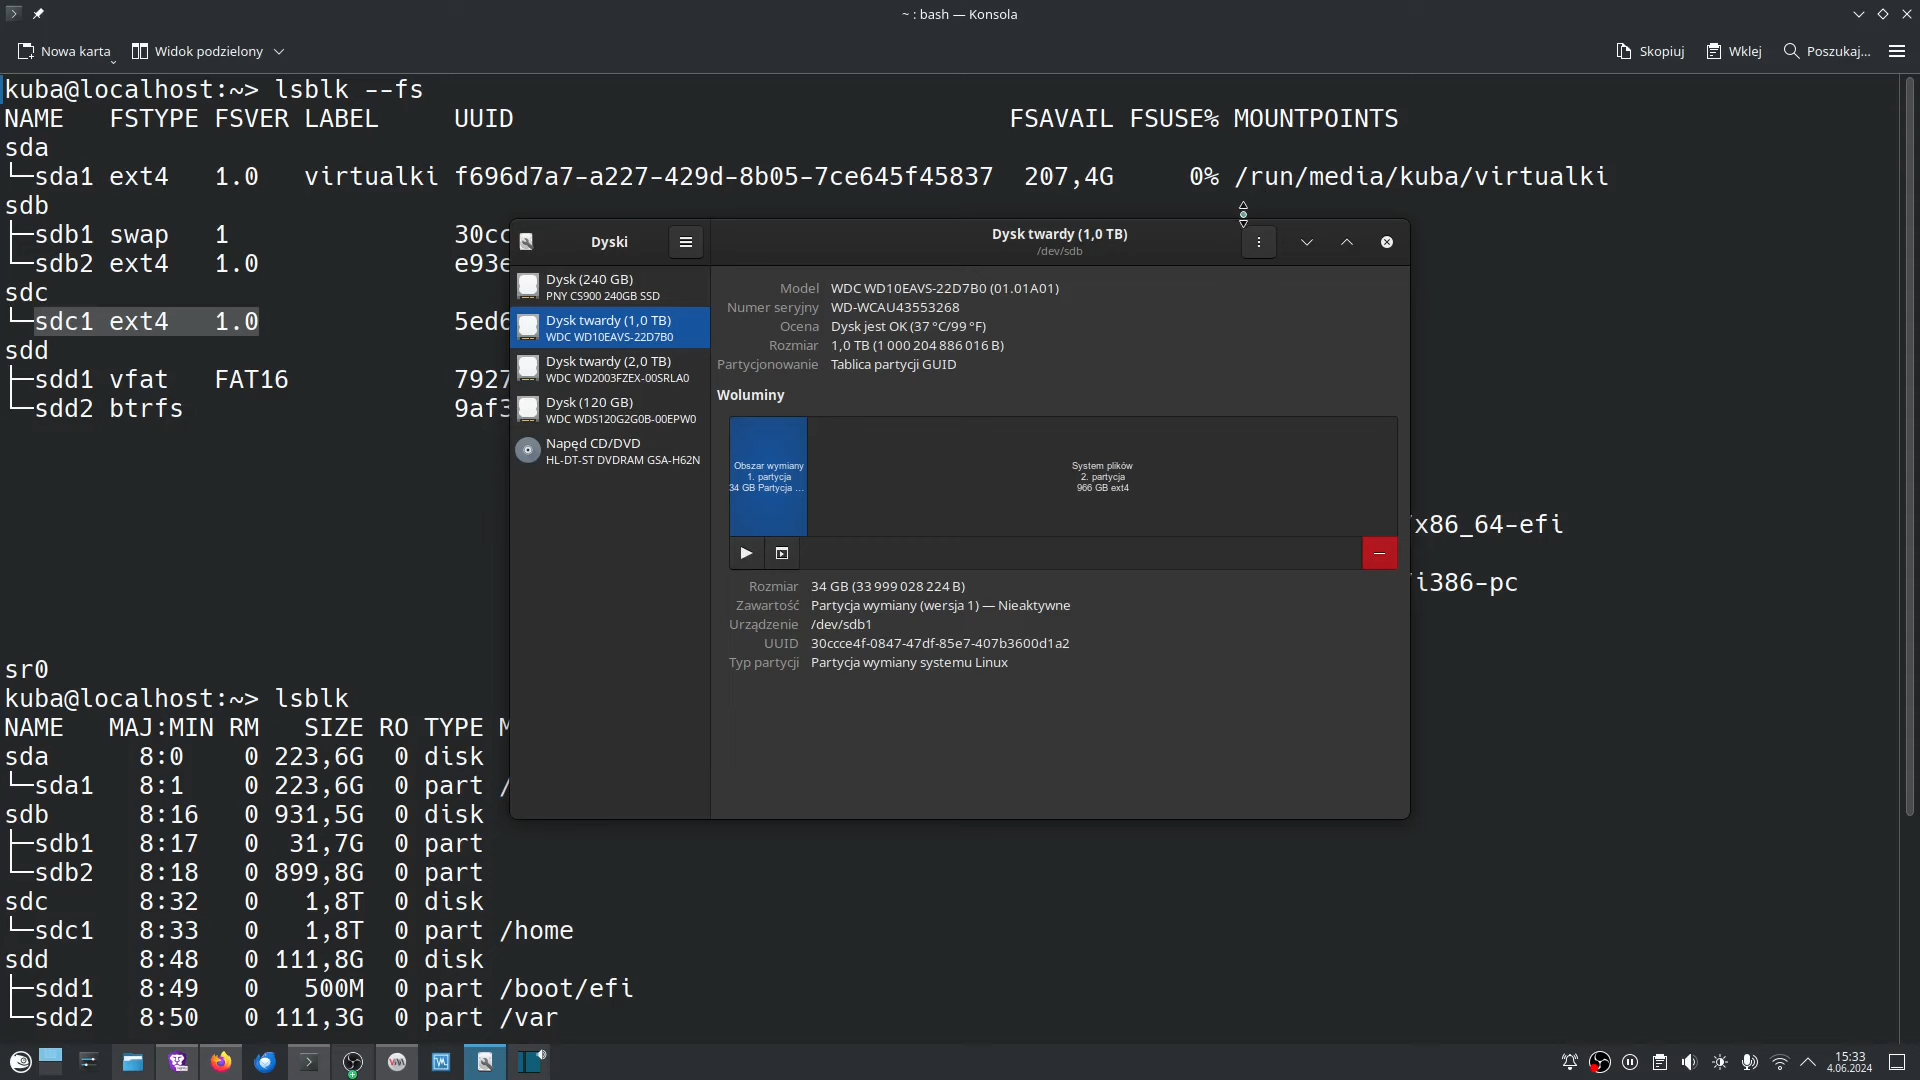 ~ : bash — Konsola
Nowa karta
Widok podzielony
Skopiuj
Wklej
Poszukaj...
kuba@localhost:~> lsblk --fs
NAME FSTYPE FSVER LABEL UUID FSAVAIL FSUSE% MOUNTPOINTS
sda
└─sda1 ext4 1.0 virtualki f696d7a7-a227-429d-8b05-7ce645f45837 207,4G 0% /run/media/kuba/virtualki
sdb
├─sdb1 swap 1 30cc
└─sdb2 ext4 1.0 e93e
sdc
└─sdc1 ext4 1.0 5ed6
sdd
├─sdd1 vfat FAT16 7927
└─sdd2 btrfs 9af3
/x86_64-efi
/i386-pc
sr0
kuba@localhost:~> lsblk
NAME MAJ:MIN RM SIZE RO TYPE M
sda 8:0 0 223,6G 0 disk
└─sda1 8:1 0 223,6G 0 part /
sdb 8:16 0 931,5G 0 disk
├─sdb1 8:17 0 31,7G 0 part
└─sdb2 8:18 0 899,8G 0 part
sdc 8:32 0 1,8T 0 disk
└─sdc1 8:33 0 1,8T 0 part /home
sdd 8:48 0 111,8G 0 disk
├─sdd1 8:49 0 500M 0 part /boot/efi
└─sdd2 8:50 0 111,3G 0 part /var
Dyski
Dysk (240 GB)
PNY CS900 240GB SSD
Dysk twardy (1,0 TB)
WDC WD10EAVS-22D7B0
Dysk twardy (2,0 TB)
WDC WD2003FZEX-00SRLA0
Dysk (120 GB)
WDC WDS120G2G0B-00EPW0
Napęd CD/DVD
HL-DT-ST DVDRAM GSA-H62N
Dysk twardy (1,0 TB)
/dev/sdb
Model WDC WD10EAVS-22D7B0 (01.01A01)
Numer seryjny WD-WCAU43553268
Ocena Dysk jest OK (37 °C/99 °F)
Rozmiar 1,0 TB (1 000 204 886 016 B)
Partycjonowanie Tablica partycji GUID
Woluminy
Obszar wymiany
1. partycja
34 GB Partycja ...
System plików
2. partycja
966 GB ext4
Rozmiar 34 GB (33 999 028 224 B)
Zawartość Partycja wymiany (wersja 1) — Nieaktywne
Urządzenie /dev/sdb1
UUID 30ccce4f-0847-47df-85e7-407b3600d1a2
Typ partycji Partycja wymiany systemu Linux
15:33
4.06.2024